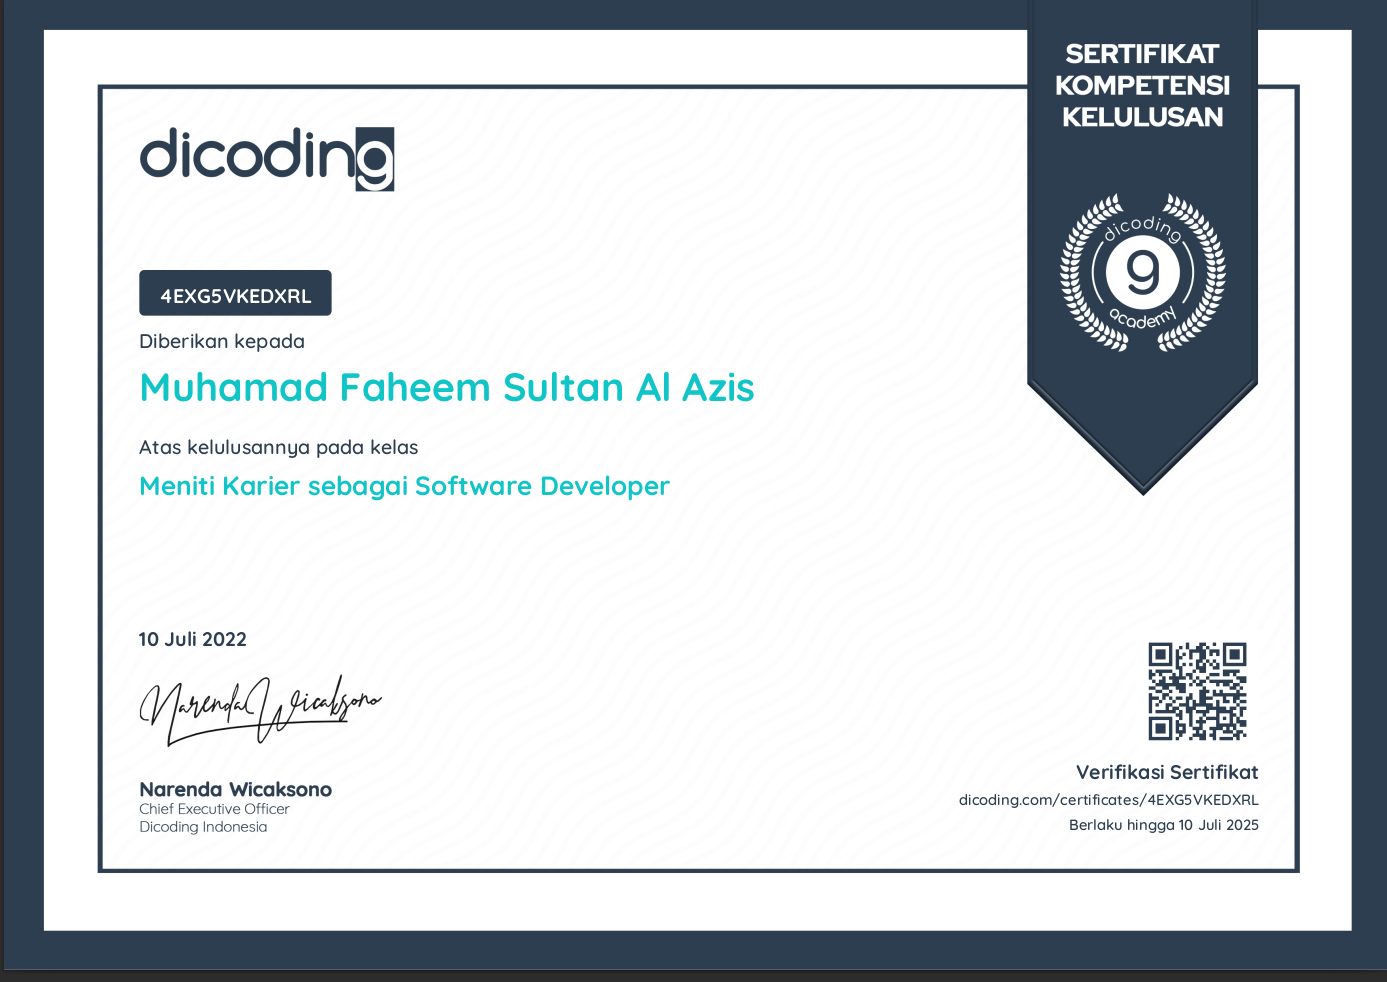 SERTIFIKAT
KOMPETENSI
KELULUSAN
dicoding
dicoding
g
academy
4EXG5VKEDXRL
Diberikan kepada
Muhamad Faheem Sultan Al Azis
Atas kelulusannya pada kelas
Meniti Karier sebagai Software Developer
10 Juli 2022
Narenda Wicaksono
Narenda Wicaksono
Chief Executive Officer
Dicoding Indonesia
Verifikasi Sertifikat
dicoding.com/certificates/4EXG5VKEDXRL
Berlaku hingga 10 Juli 2025